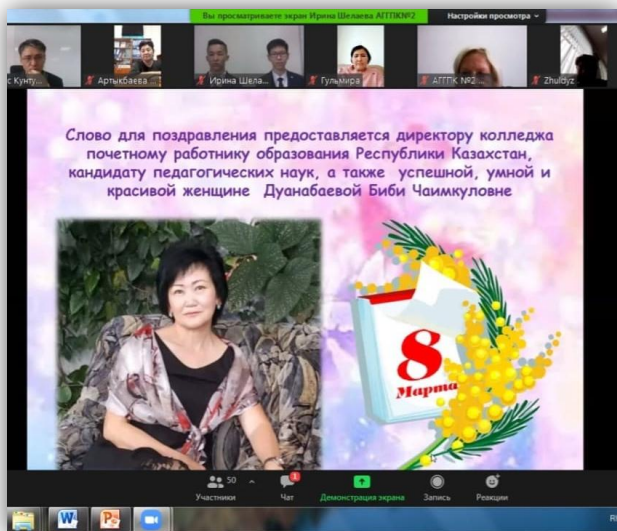 Вы просматриваете экран Ирина Шелаева АГГПК№2
Настройки просмотра
с Кунту...
Артыкбаева ...
Ирина Шела...
Гульмира
АГГПК №2 ...
Zhuldyz
Слово для поздравления предоставляется директору колледжа
почетному работнику образования Республики Казахстан,
кандидату педагогических наук, а также успешной, умной и
красивой женщине Дуанабаевой Биби Чаимкуловне
8
Марта
50
1
Участники
Чат
Демонстрация экрана
Запись
Реакции
W
P